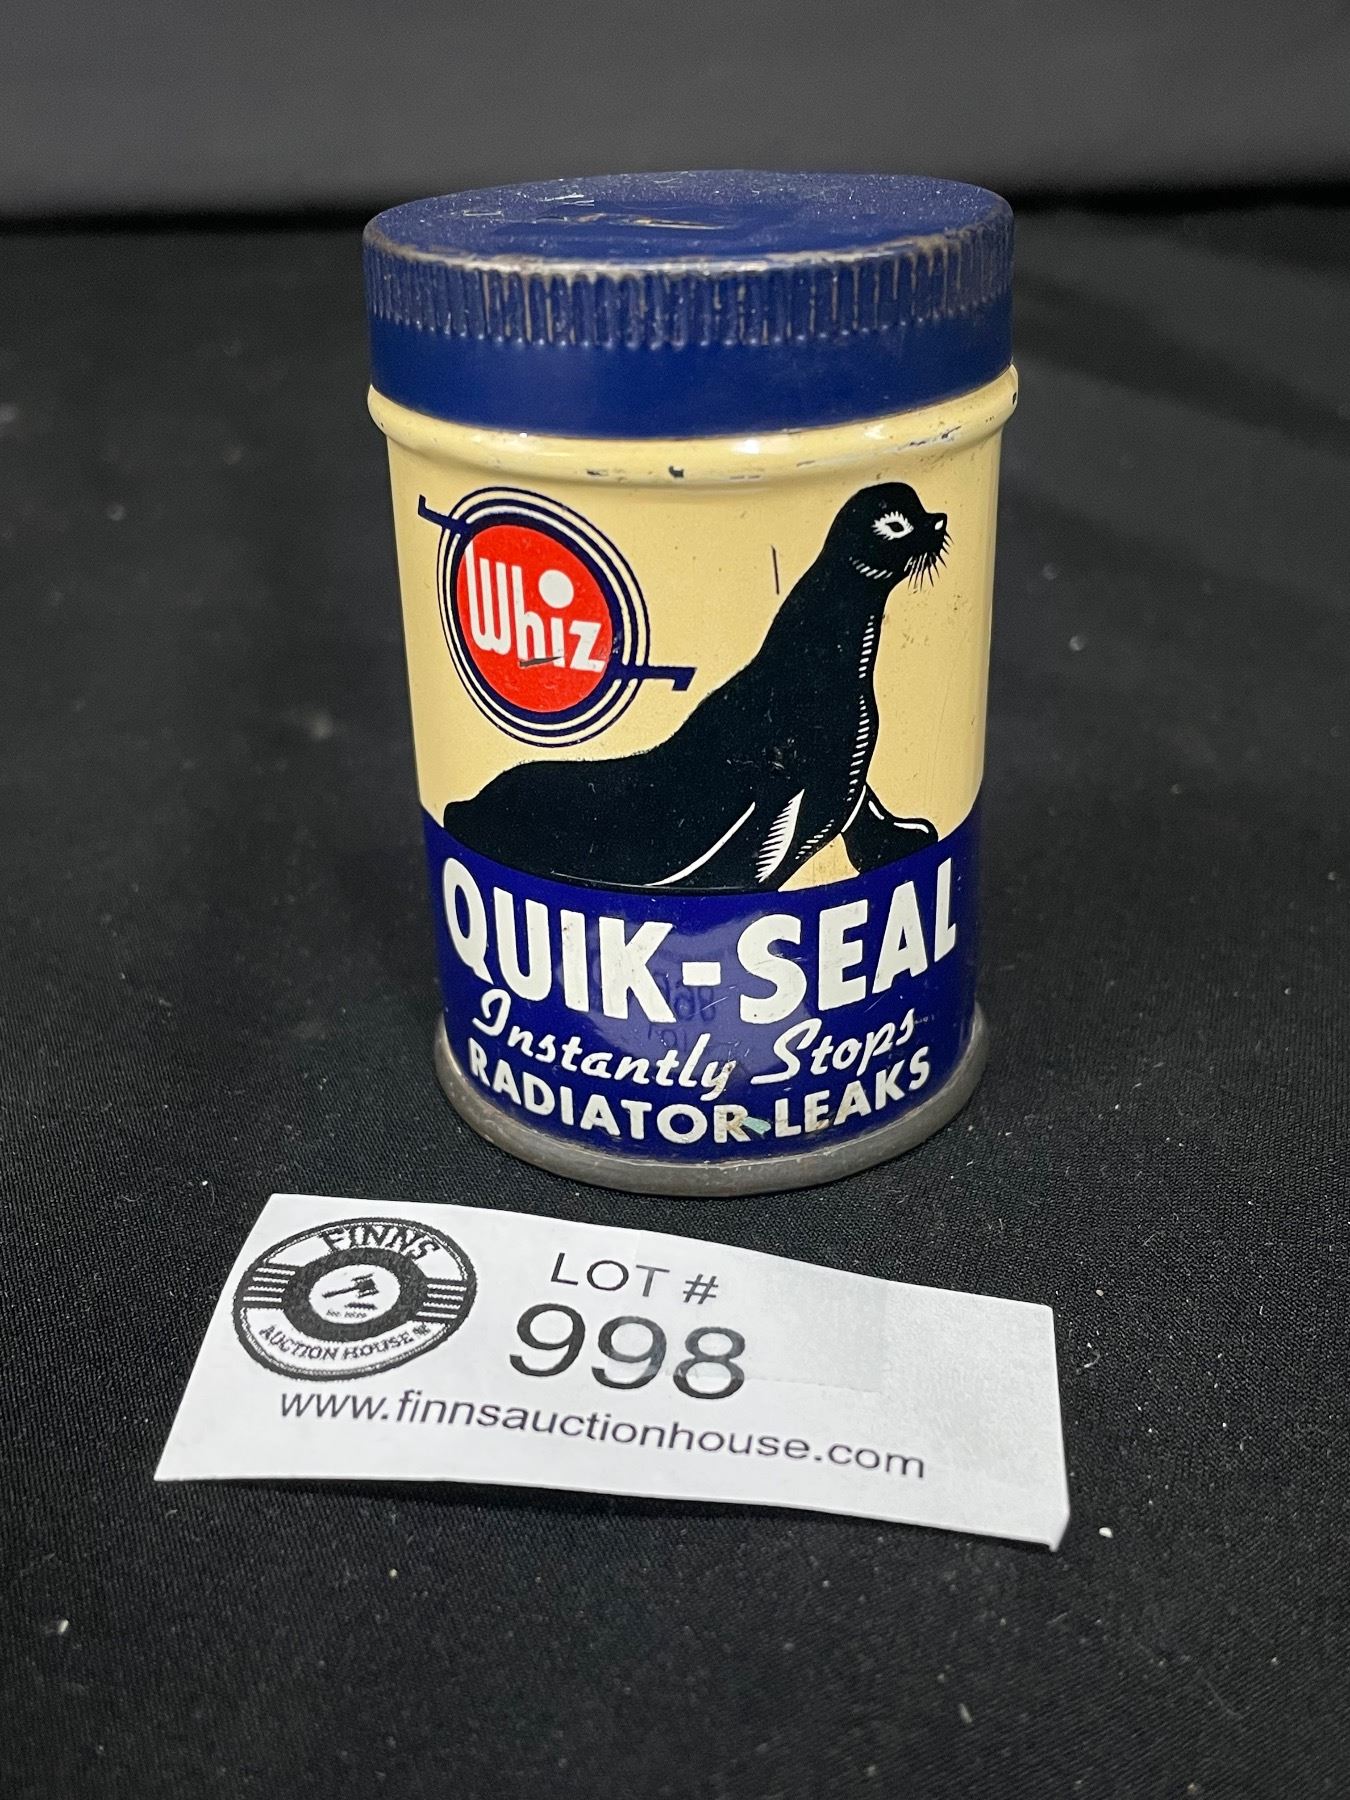 Whiz
QUIK-SEAL
Instantly Stops
RADIATOR LEAKS
FINNS
AUCTION HOUSE
LOT #
998
www.finnsauctionhouse.com